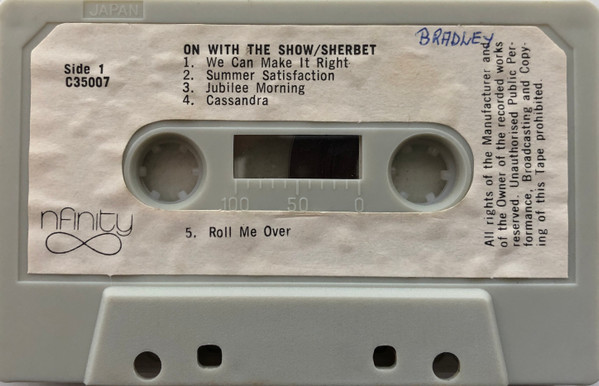 JAPAN
BRADLEY
ON WITH THE SHOW/SHERBET
Side 1
C35007
1. We Can Make It Right
2. Summer Satisfaction
3. Jubilee Morning
4. Cassandra
100 50 0
nfinity
5. Roll Me Over
All rights of the Manufacturer and
of the Owner of the recorded works
reserved. Unauthorised Public Per-
formance, Broadcasting and Copy-
ing of this Tape prohibited.